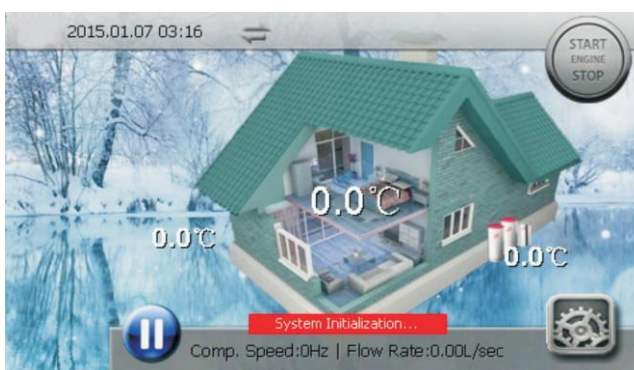 2015.01.07 03:16
START
ENGINE
STOP
0.0℃
0.0℃
0.0℃
System Initialization...
Comp. Speed:0Hz | Flow Rate:0.00L/sec